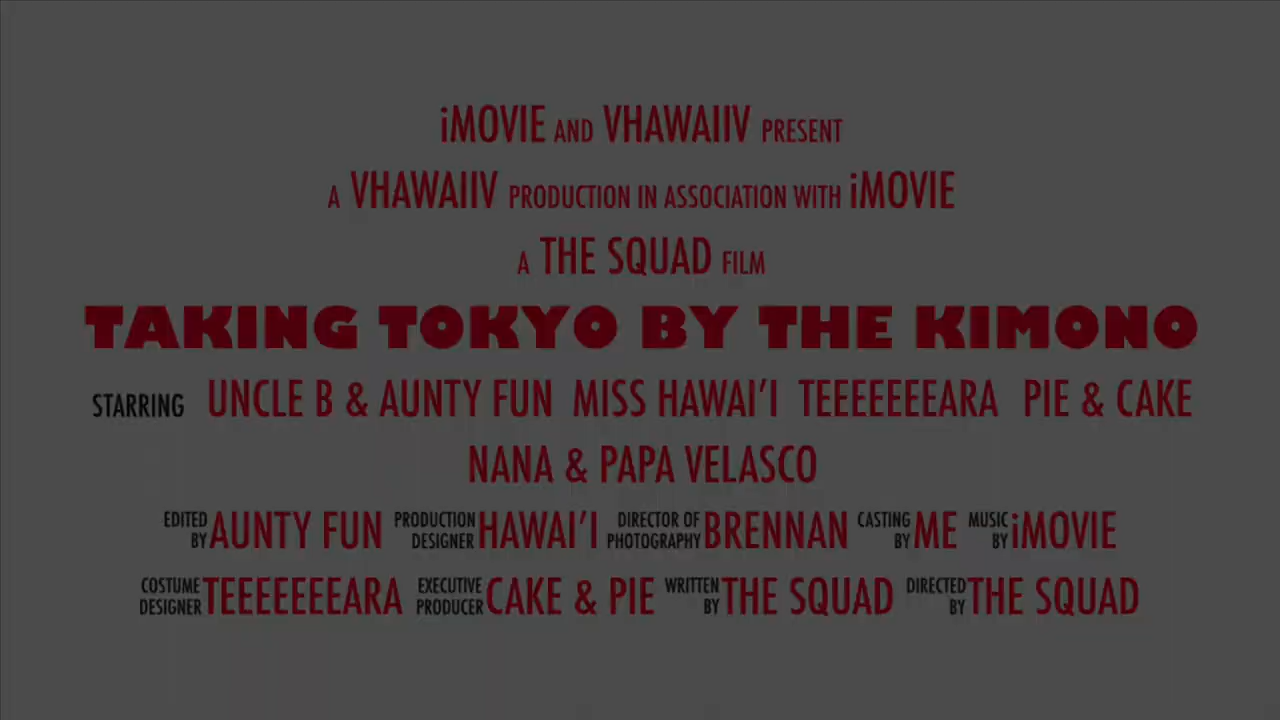 iMOVIE AND VHAWAIIV PRESENT
A VHAWAIIV PRODUCTION IN ASSOCIATION WITH iMOVIE
A THE SQUAD FILM
TAKING TOKYO BY THE KIMONO
STARRING UNCLE B & AUNTY FUN MISS HAWAI'I TEEEEEEEARA PIE & CAKE
NANA & PAPA VELASCO
EDITED BY AUNTY FUN PRODUCTION DESIGNER HAWAI'I DIRECTOR OF PHOTOGRAPHY BRENNAN CASTING BY ME MUSIC BY iMOVIE
COSTUME DESIGNER TEEEEEEEARA EXECUTIVE PRODUCER CAKE & PIE WRITTEN BY THE SQUAD DIRECTED BY THE SQUAD